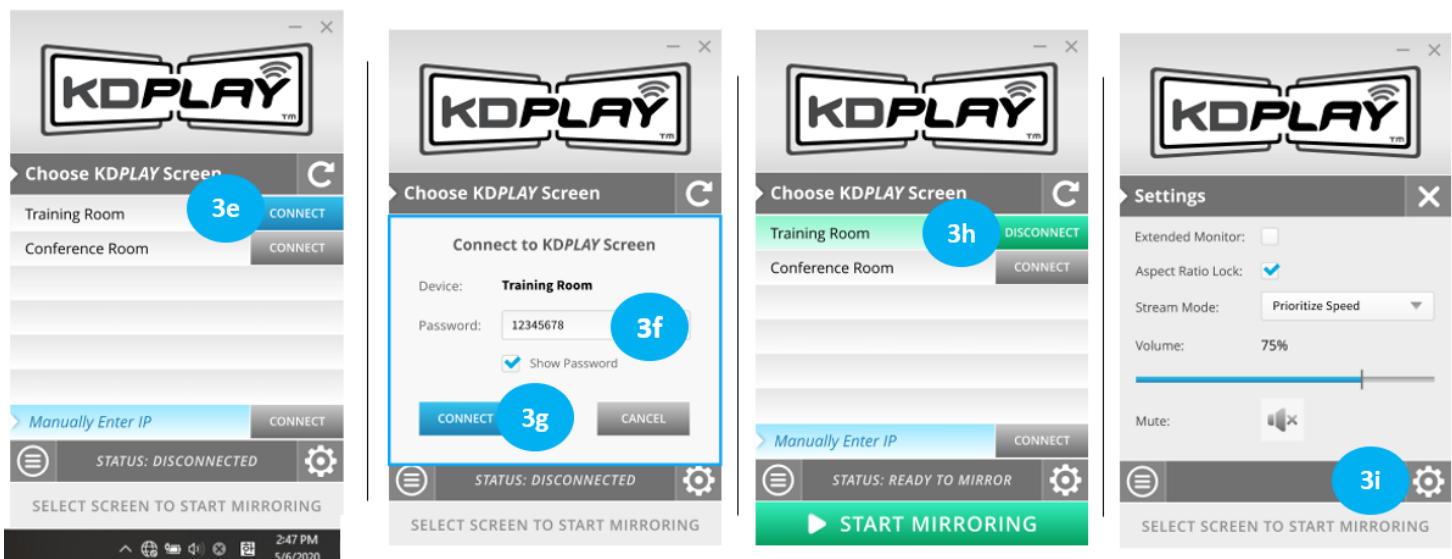 KDPLAY
TM
Choose KDPLAY Screen
Training Room 3e CONNECT
Conference Room CONNECT
Manually Enter IP CONNECT
STATUS: DISCONNECTED
SELECT SCREEN TO START MIRRORING
한
2:47 PM
5/6/2020
KDPLAY
TM
Choose KDPLAY Screen
Connect to KDPLAY Screen
Device: Training Room
Password: 12345678 3f
Show Password
CONNECT 3g CANCEL
STATUS: DISCONNECTED
SELECT SCREEN TO START MIRRORING
KDPLAY
TM
Choose KDPLAY Screen
Training Room 3h DISCONNECT
Conference Room CONNECT
Manually Enter IP CONNECT
STATUS: READY TO MIRROR
START MIRRORING
KDPLAY
TM
Settings
Extended Monitor:
Aspect Ratio Lock:
Stream Mode: Prioritize Speed
Volume: 75%
Mute:
3i
SELECT SCREEN TO START MIRRORING